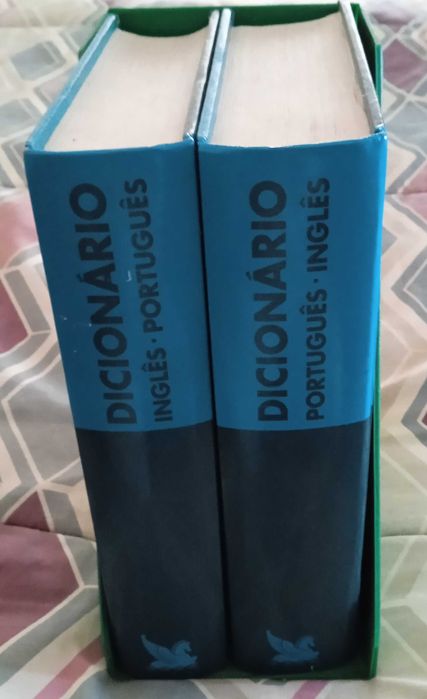 DICIONÁRIO
INGLÊS · PORTUGUÊS
DICIONÁRIO
PORTUGUÊS · INGLÊS